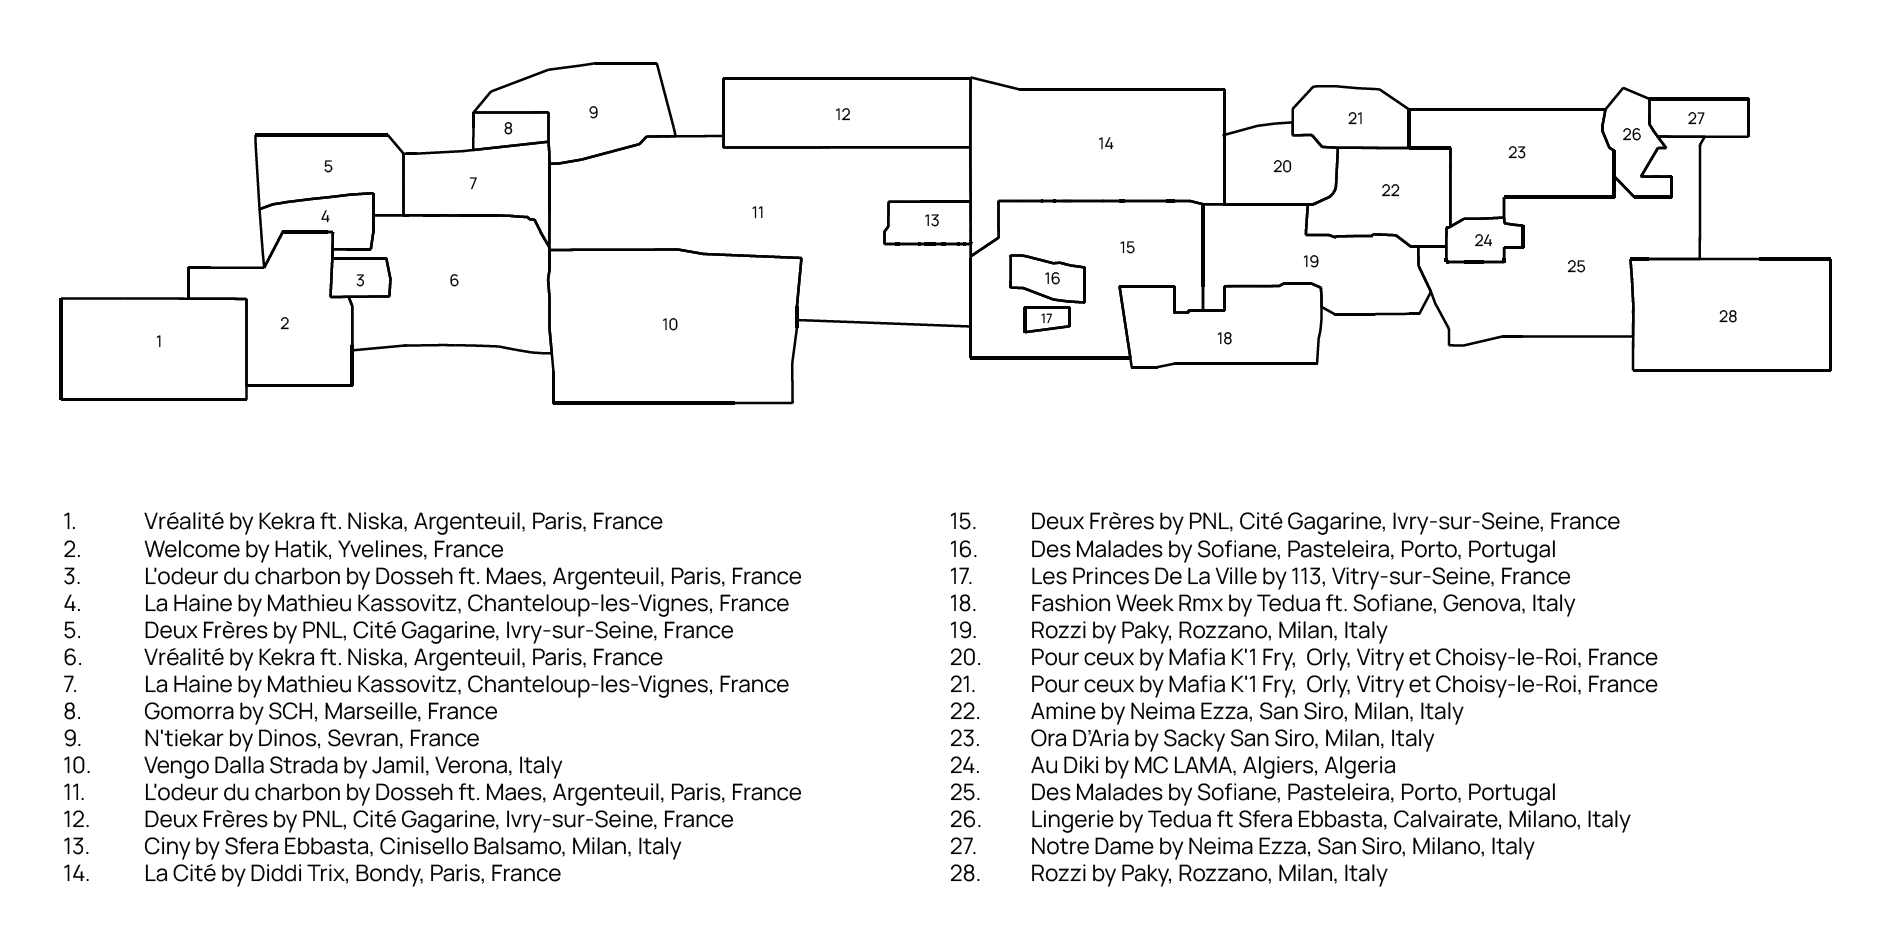 9
12
21
27
8
26
14
23
5
20
7
22
11
4
13
24
15
19
25
16
3
6
28
17
2
10
18
1
1. Vréalité by Kekra ft. Niska, Argenteuil, Paris, France
2. Welcome by Hatik, Yvelines, France
3. L'odeur du charbon by Dosseh ft. Maes, Argenteuil, Paris, France
4. La Haine by Mathieu Kassovitz, Chanteloup-les-Vignes, France
5. Deux Frères by PNL, Cité Gagarine, Ivry-sur-Seine, France
6. Vréalité by Kekra ft. Niska, Argenteuil, Paris, France
7. La Haine by Mathieu Kassovitz, Chanteloup-les-Vignes, France
8. Gomorra by SCH, Marseille, France
9. N'tiekar by Dinos, Sevran, France
10. Vengo Dalla Strada by Jamil, Verona, Italy
11. L'odeur du charbon by Dosseh ft. Maes, Argenteuil, Paris, France
12. Deux Frères by PNL, Cité Gagarine, Ivry-sur-Seine, France
13. Ciny by Sfera Ebbasta, Cinisello Balsamo, Milan, Italy
14. La Cité by Diddi Trix, Bondy, Paris, France
15. Deux Frères by PNL, Cité Gagarine, Ivry-sur-Seine, France
16. Des Malades by Sofiane, Pasteleira, Porto, Portugal
17. Les Princes De La Ville by 113, Vitry-sur-Seine, France
18. Fashion Week Rmx by Tedua ft. Sofiane, Genova, Italy
19. Rozzi by Paky, Rozzano, Milan, Italy
20. Pour ceux by Mafia K'1 Fry,  Orly, Vitry et Choisy-le-Roi, France
21. Pour ceux by Mafia K'1 Fry,  Orly, Vitry et Choisy-le-Roi, France
22. Amine by Neima Ezza, San Siro, Milan, Italy
23. Ora D’Aria by Sacky San Siro, Milan, Italy
24. Au Diki by MC LAMA, Algiers, Algeria
25. Des Malades by Sofiane, Pasteleira, Porto, Portugal
26. Lingerie by Tedua ft Sfera Ebbasta, Calvairate, Milano, Italy
27. Notre Dame by Neima Ezza, San Siro, Milano, Italy
28. Rozzi by Paky, Rozzano, Milan, Italy